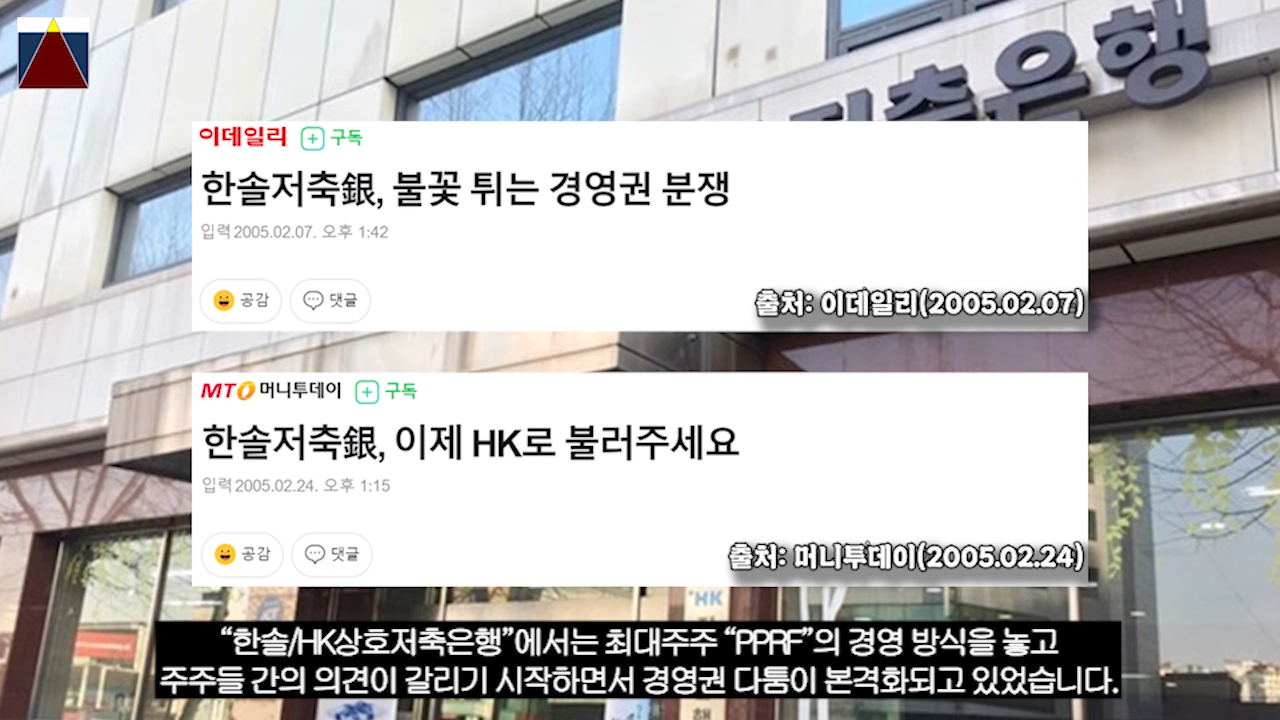 저축은행
이데일리 구독
한솔저축銀, 불꽃 튀는 경영권 분쟁
입력 2005.02.07. 오후 1:42
공감 댓글
출처: 이데일리(2005.02.07)
MTO 머니투데이 구독
한솔저축銀, 이제 HK로 불러주세요
입력 2005.02.24. 오후 1:15
공감 댓글
출처: 머니투데이(2005.02.24)
HK
“한솔/HK상호저축은행”에서는 최대주주 “PPRF”의 경영 방식을 놓고
주주들 간의 의견이 갈리기 시작하면서 경영권 다툼이 본격화되고 있었습니다.